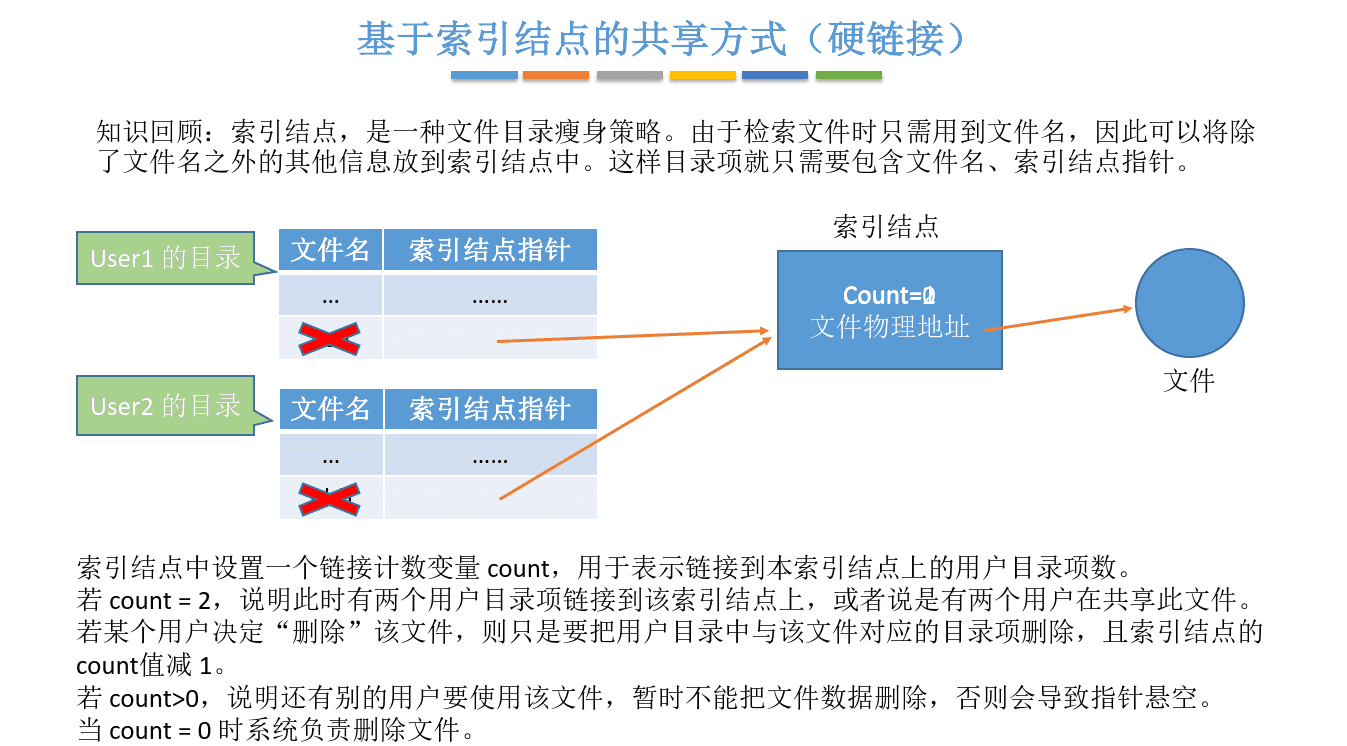 基于索引结点的共享方式（硬链接）
知识回顾：索引结点，是一种文件目录瘦身策略。由于检索文件时只需用到文件名，因此可以将除
了文件名之外的其他信息放到索引结点中。这样目录项就只需要包含文件名、索引结点指针。
User1 的目录
文件名 索引结点指针
... ......
User2 的目录
文件名 索引结点指针
... ......
索引结点
Count=
文件物理地址
文件
索引结点中设置一个链接计数变量 count，用于表示链接到本索引结点上的用户目录项数。
若 count = 2，说明此时有两个用户目录项链接到该索引结点上，或者说是有两个用户在共享此文件。
若某个用户决定“删除”该文件，则只是要把用户目录中与该文件对应的目录项删除，且索引结点的
count值减 1。
若 count>0，说明还有别的用户要使用该文件，暂时不能把文件数据删除，否则会导致指针悬空。
当 count = 0 时系统负责删除文件。